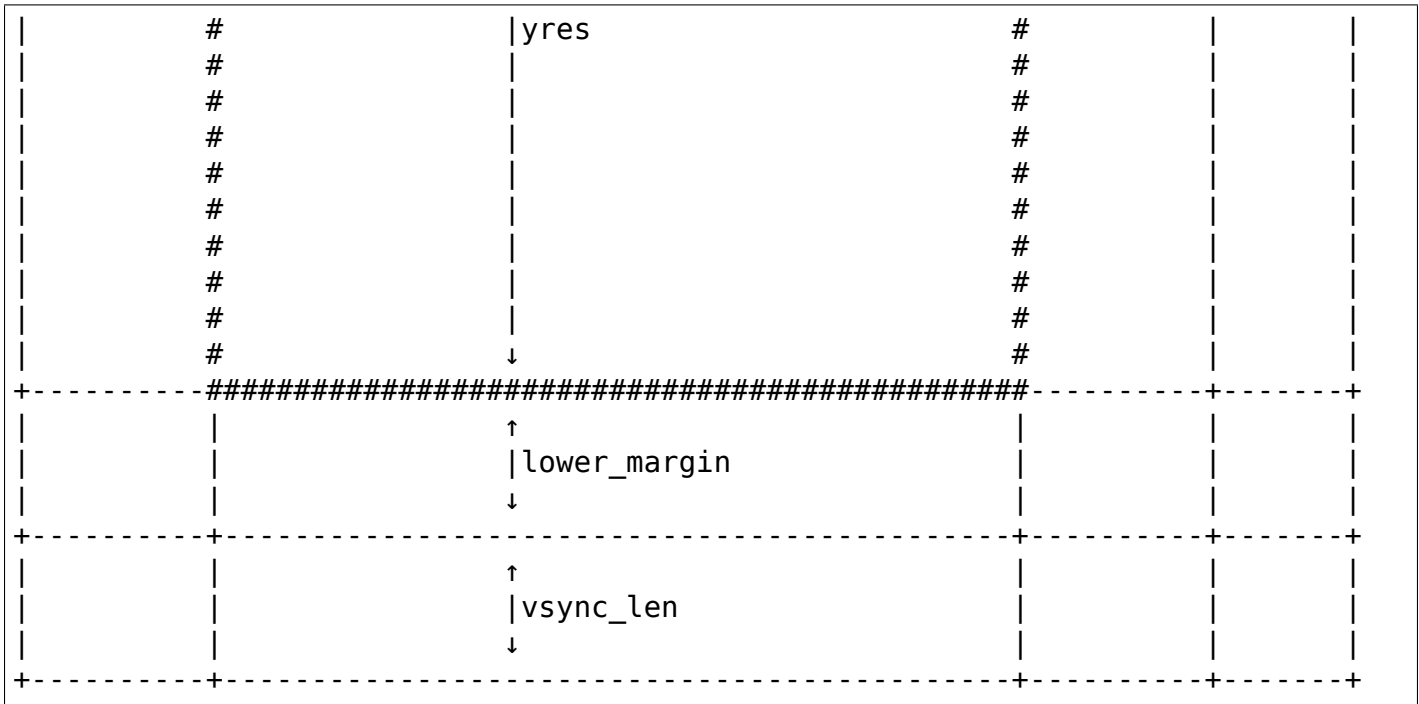 |          #                 |yres                        #          |       |
|          #                 |                            #          |       |
|          #                 |                            #          |       |
|          #                 |                            #          |       |
|          #                 |                            #          |       |
|          #                 |                            #          |       |
|          #                 |                            #          |       |
|          #                 |                            #          |       |
|          #                 |                            #          |       |
|          #                 ↓                            #          |       |
+----------###############################################----------+-------+
|          |                 ↑                            |          |       |
|          |                 |lower_margin                |          |       |
|          |                 ↓                            |          |       |
+----------+---------------------------------------------+----------+-------+
|          |                 ↑                            |          |       |
|          |                 |vsync_len                   |          |       |
|          |                 ↓                            |          |       |
+----------+---------------------------------------------+----------+-------+